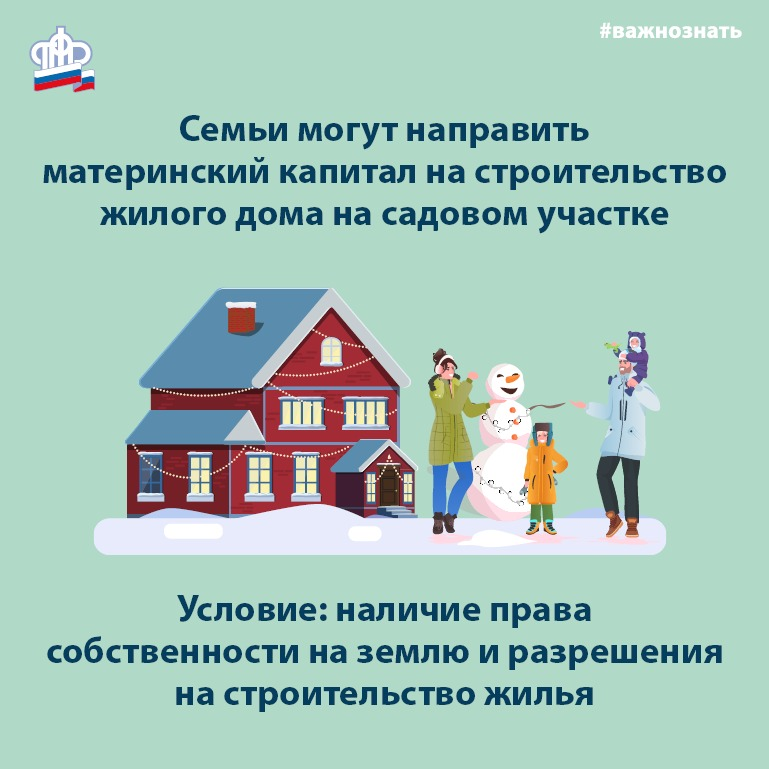 #важнознать
ПФР
Семьи могут направить
материнский капитал на строительство
жилого дома на садовом участке
Условие: наличие права
собственности на землю и разрешения
на строительство жилья